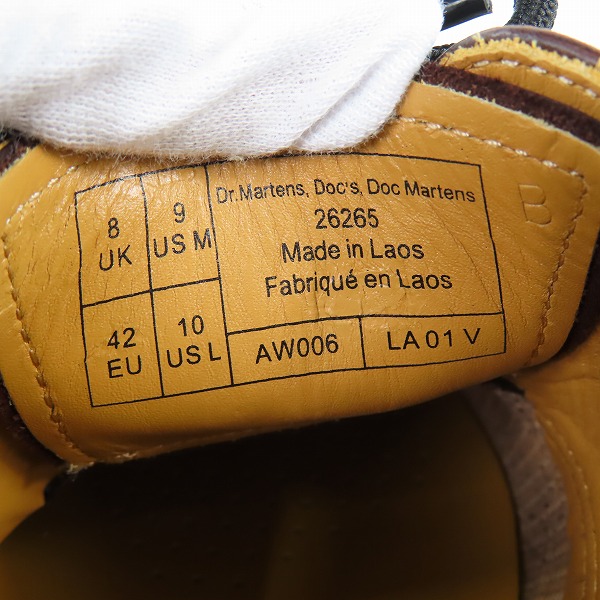 8
UK
9
US M
42
EU
10
US L
Dr.Martens, Doc's, Doc Martens
26265
Made in Laos
Fabriqué en Laos
AW006
LA 01 V
B